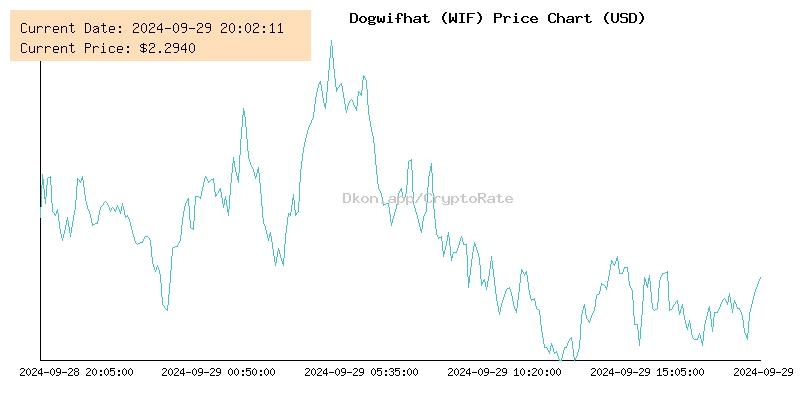 Dogwifhat (WIF) Price Chart (USD)
Current Date: 2024-09-29 20:02:11
Current Price: $2.2940
Dkon.app/CryptoRate
2024-09-28 20:05:00
2024-09-29 00:50:00
2024-09-29 05:35:00
2024-09-29 10:20:00
2024-09-29 15:05:00
2024-09-29